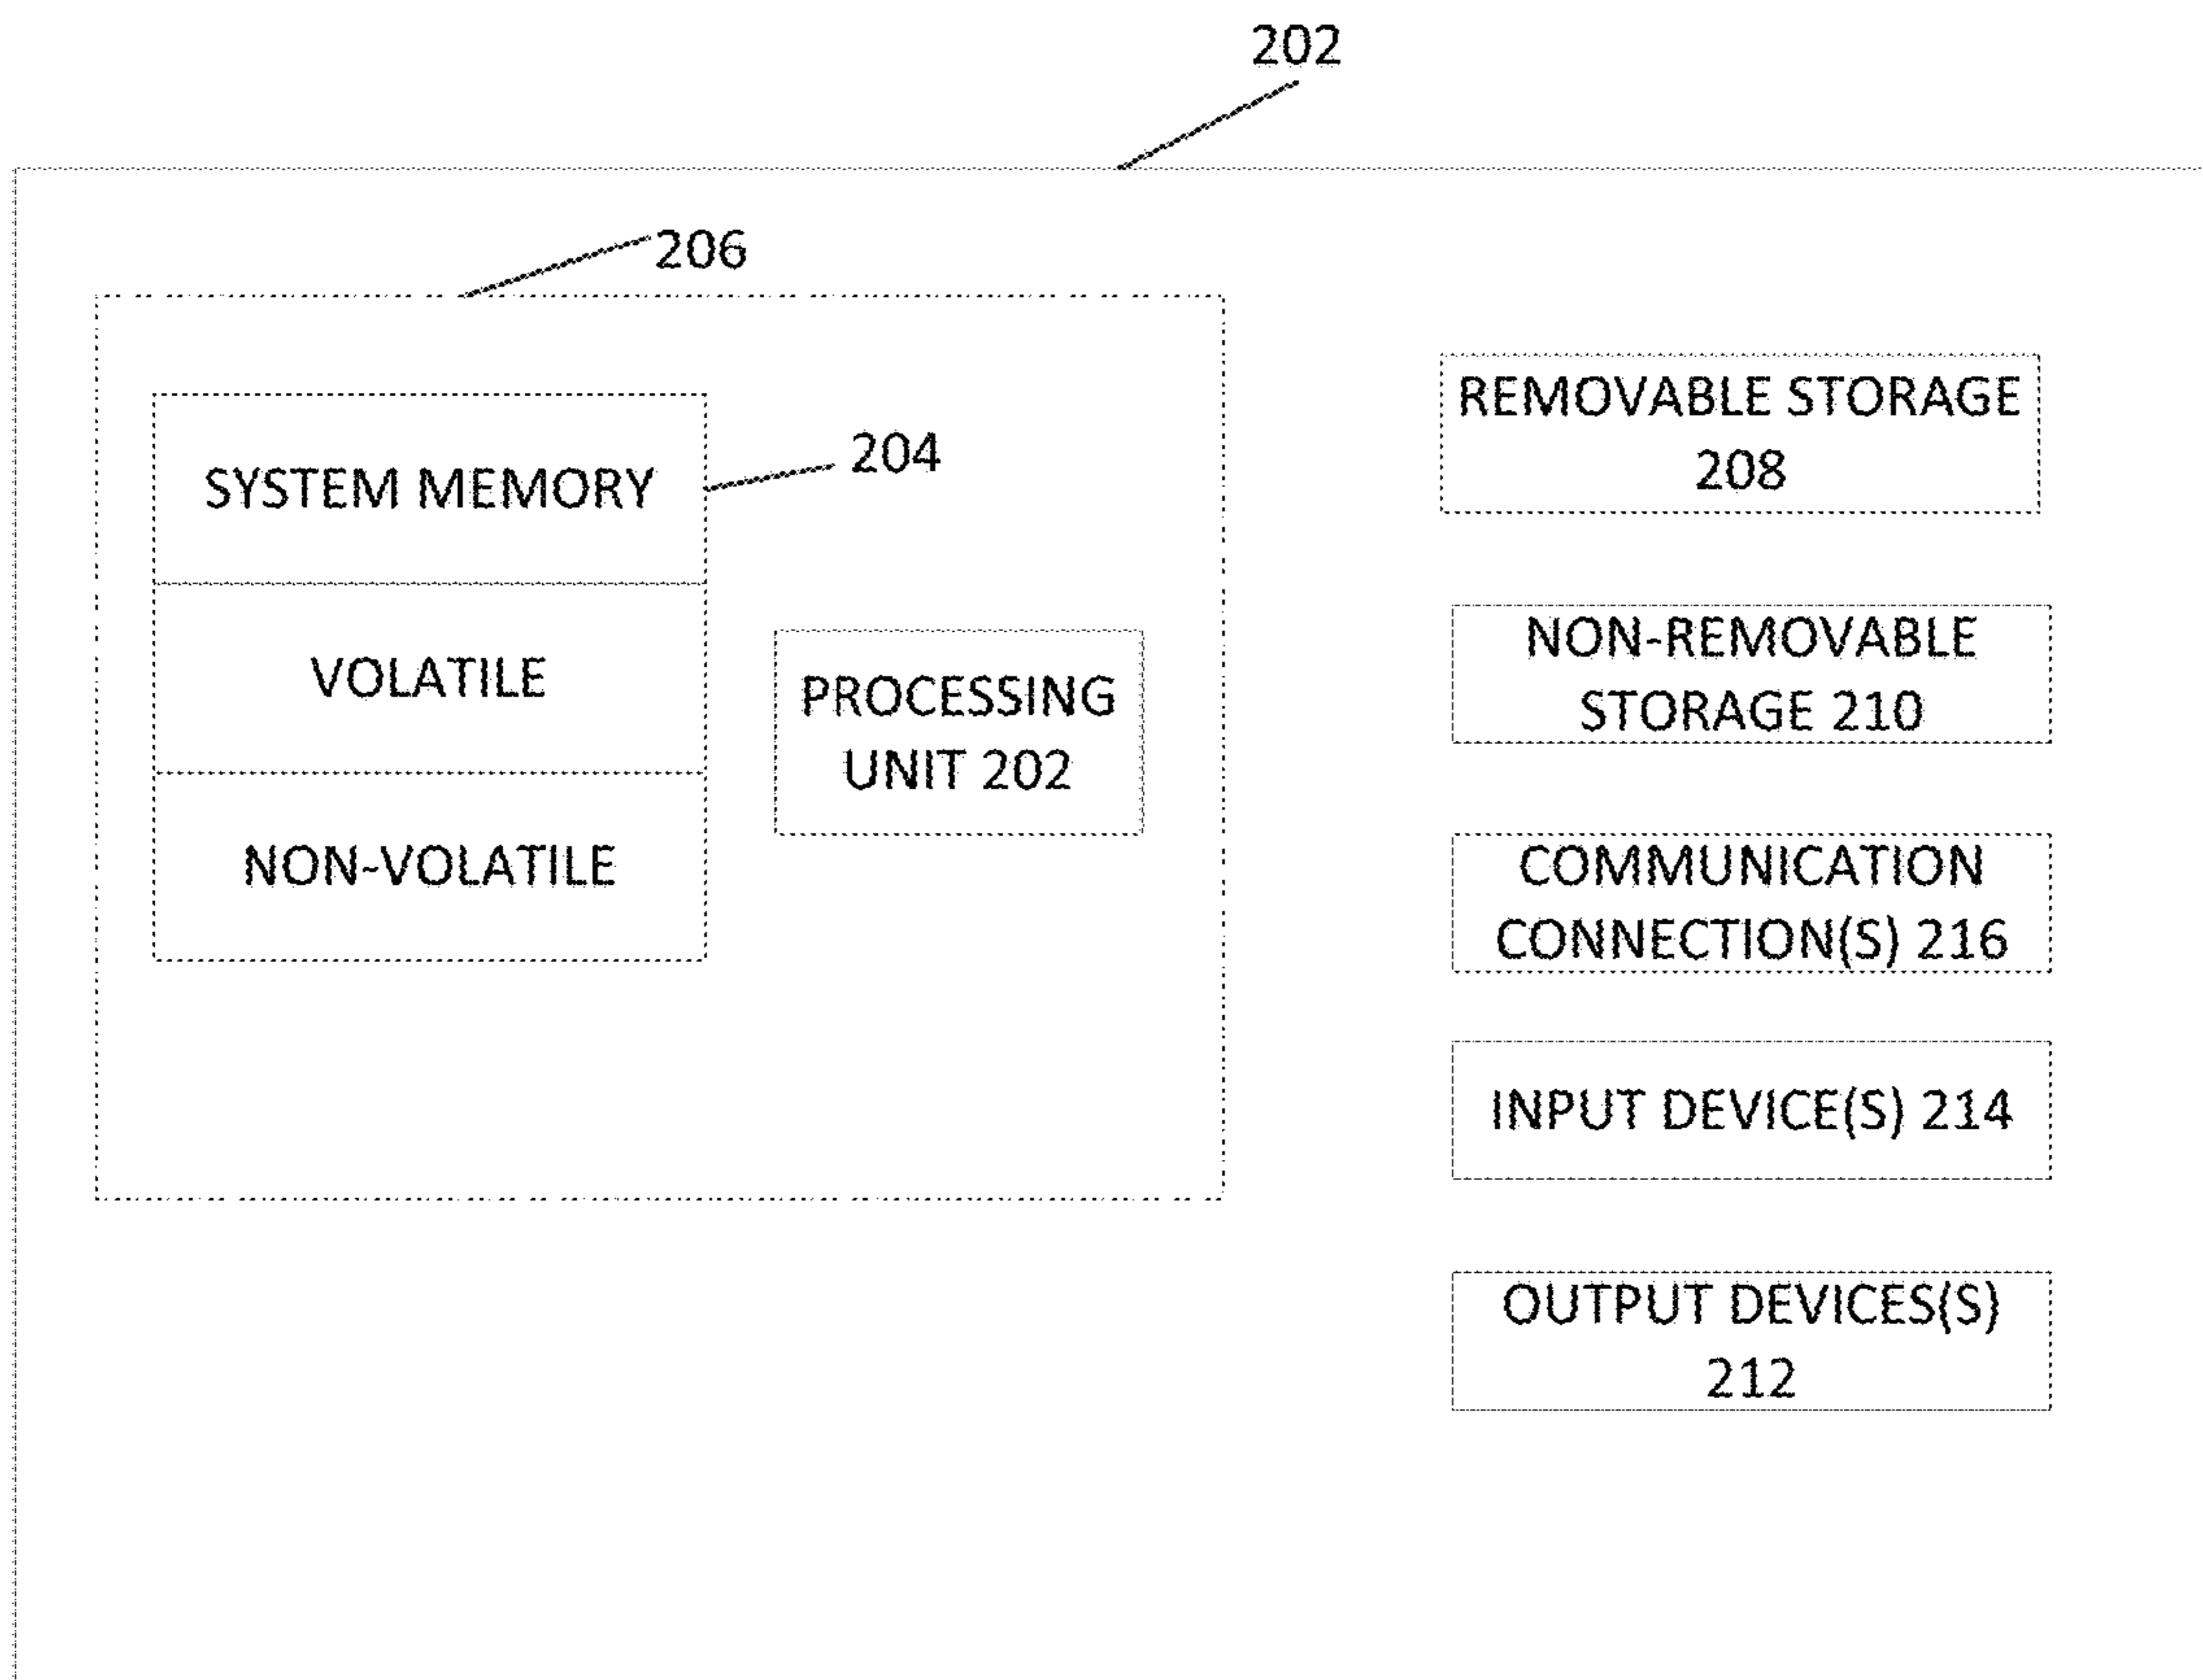 202
206
SYSTEM MEMORY
204
VOLATILE
NON-VOLATILE
PROCESSING
UNIT 202
REMOVABLE STORAGE
208
NON-REMOVABLE
STORAGE 210
COMMUNICATION
CONNECTION(S) 216
INPUT DEVICE(S) 214
OUTPUT DEVICES(S)
212